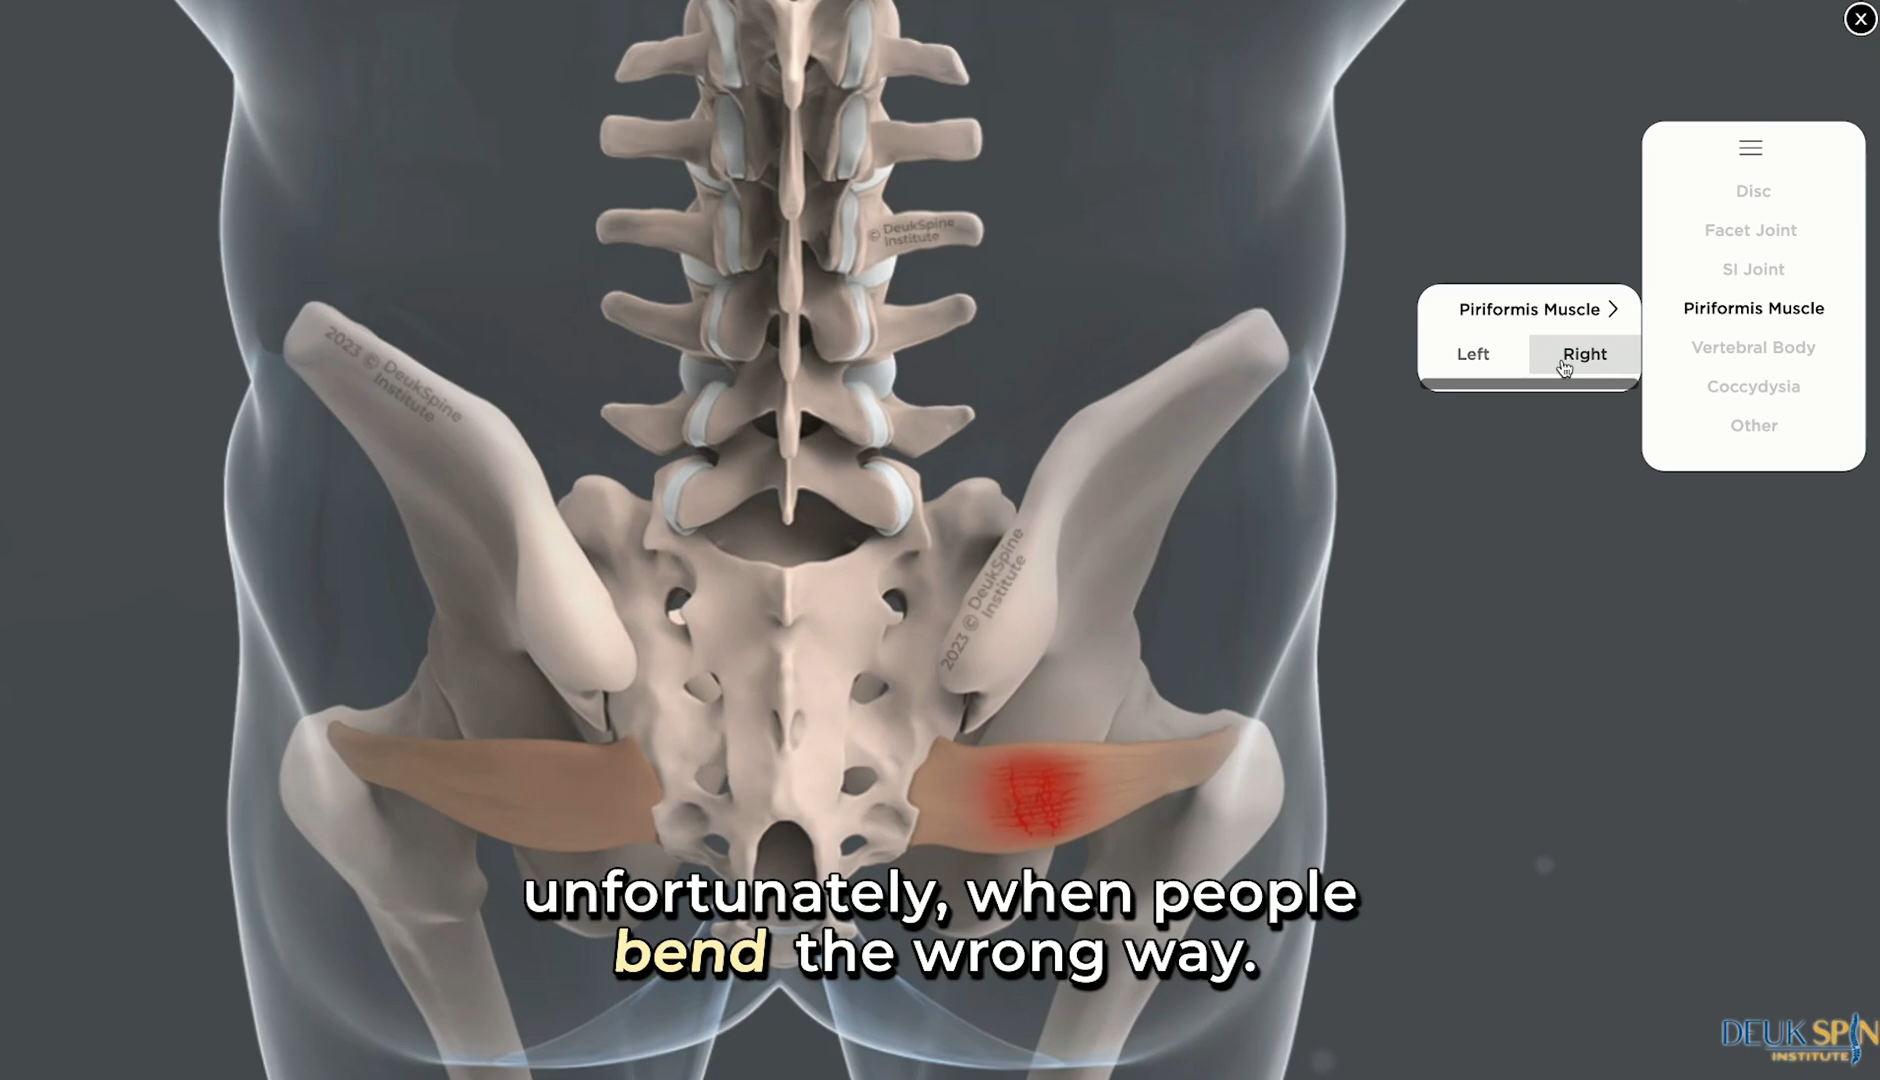 X
Disc
Facet Joint
SI Joint
Piriformis Muscle
Vertebral Body
Coccydysia
Other
Piriformis Muscle >
Left Right
© DeukSpine
Institute
2023 © DeukSpine
Institute
2023 © DeukSpine
Institute
unfortunately, when people
bend the wrong way.
DEUK SPIN
INSTITUTE